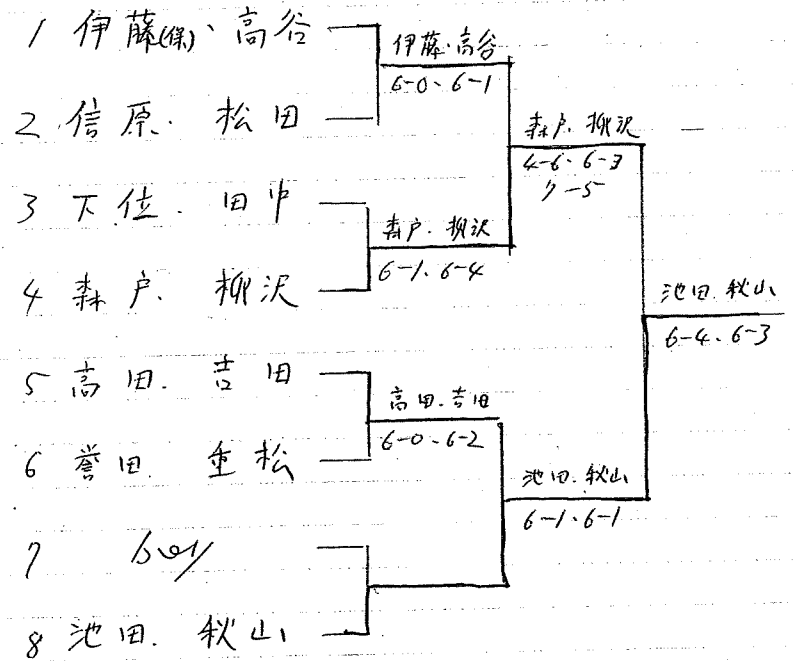 1 伊藤(保)、高谷
2 信原. 松田
3 下位. 田中
4 森戸. 柳沢
5 高田. 吉田
6 誉田. 重松
7 bye
8 池田. 秋山
伊藤・高谷
6-0、6-1
森戸. 柳沢
6-1、6-4
高田. 吉田
6-0、6-2
森戸. 柳沢
4-6、6-3
7-5
池田. 秋山
6-1、6-1
池田. 秋山
6-4、6-3